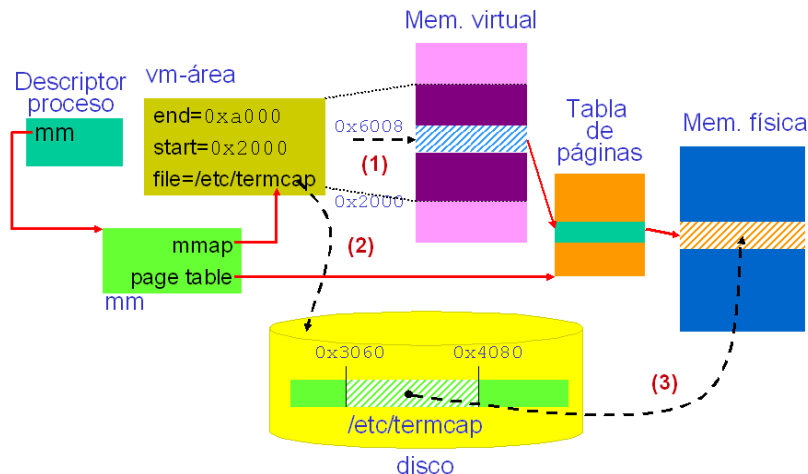 Mem. virtual
Descriptor
proceso
mm
vm-área
end=0xa000
start=0x2000
file=/etc/termcap
0x6008
(1)
0x2000
Tabla
de
páginas
Mem. física
mmap
page table
mm
(2)
0x3060
0x4080
(3)
/etc/termcap
disco